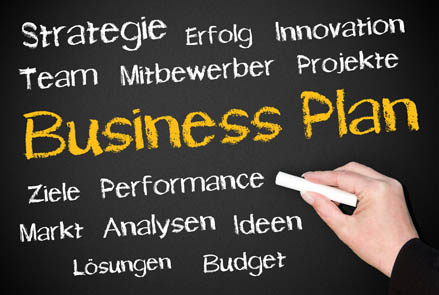 Strategie Erfolg Innovation
Team Mitbewerber Projekte
Business Plan
Ziele Performance
Markt Analysen Ideen
Lösungen Budget